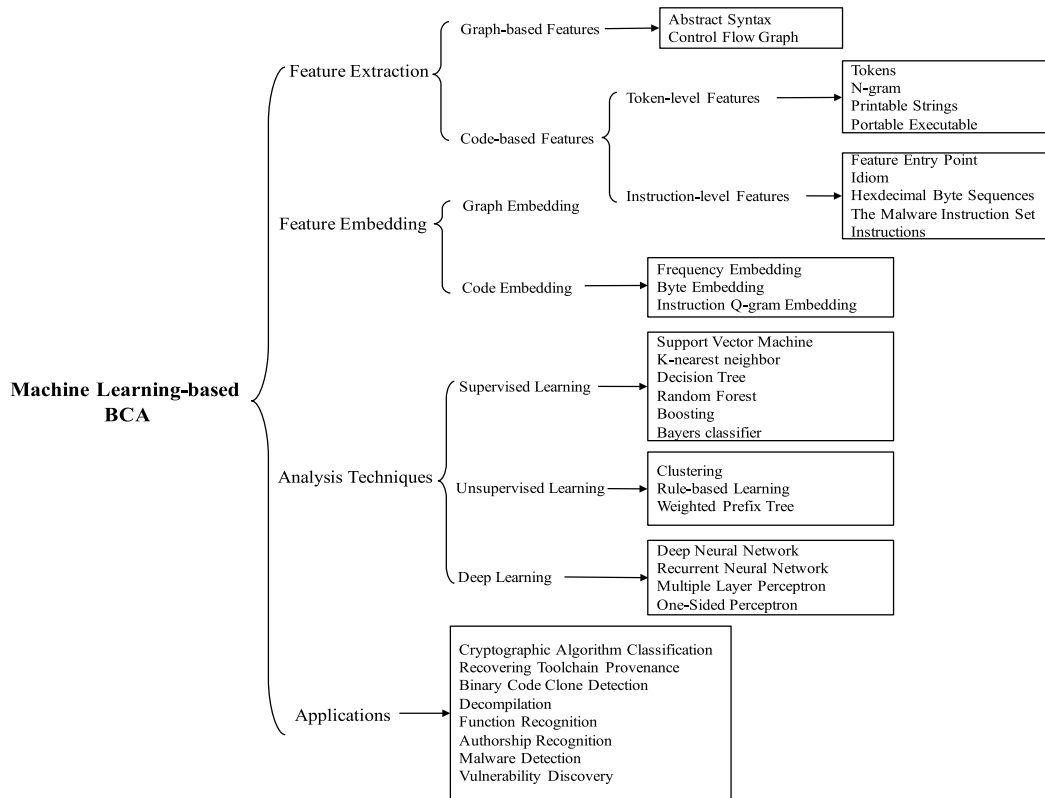 Machine Learning-based
BCA
Feature Extraction
Graph-based Features
Abstract Syntax
Control Flow Graph
Code-based Features
Token-level Features
Tokens
N-gram
Printable Strings
Portable Executable
Instruction-level Features
Feature Entry Point
Idiom
Hexdecimal Byte Sequences
The Malware Instruction Set
Instructions
Feature Embedding
Graph Embedding
Code Embedding
Frequency Embedding
Byte Embedding
Instruction Q-gram Embedding
Analysis Techniques
Supervised Learning
Support Vector Machine
K-nearest neighbor
Decision Tree
Random Forest
Boosting
Bayers classifier
Unsupervised Learning
Clustering
Rule-based Learning
Weighted Prefix Tree
Deep Learning
Deep Neural Network
Recurrent Neural Network
Multiple Layer Perceptron
One-Sided Perceptron
Applications
Cryptographic Algorithm Classification
Recovering Toolchain Provenance
Binary Code Clone Detection
Decompilation
Function Recognition
Authorship Recognition
Malware Detection
Vulnerability Discovery